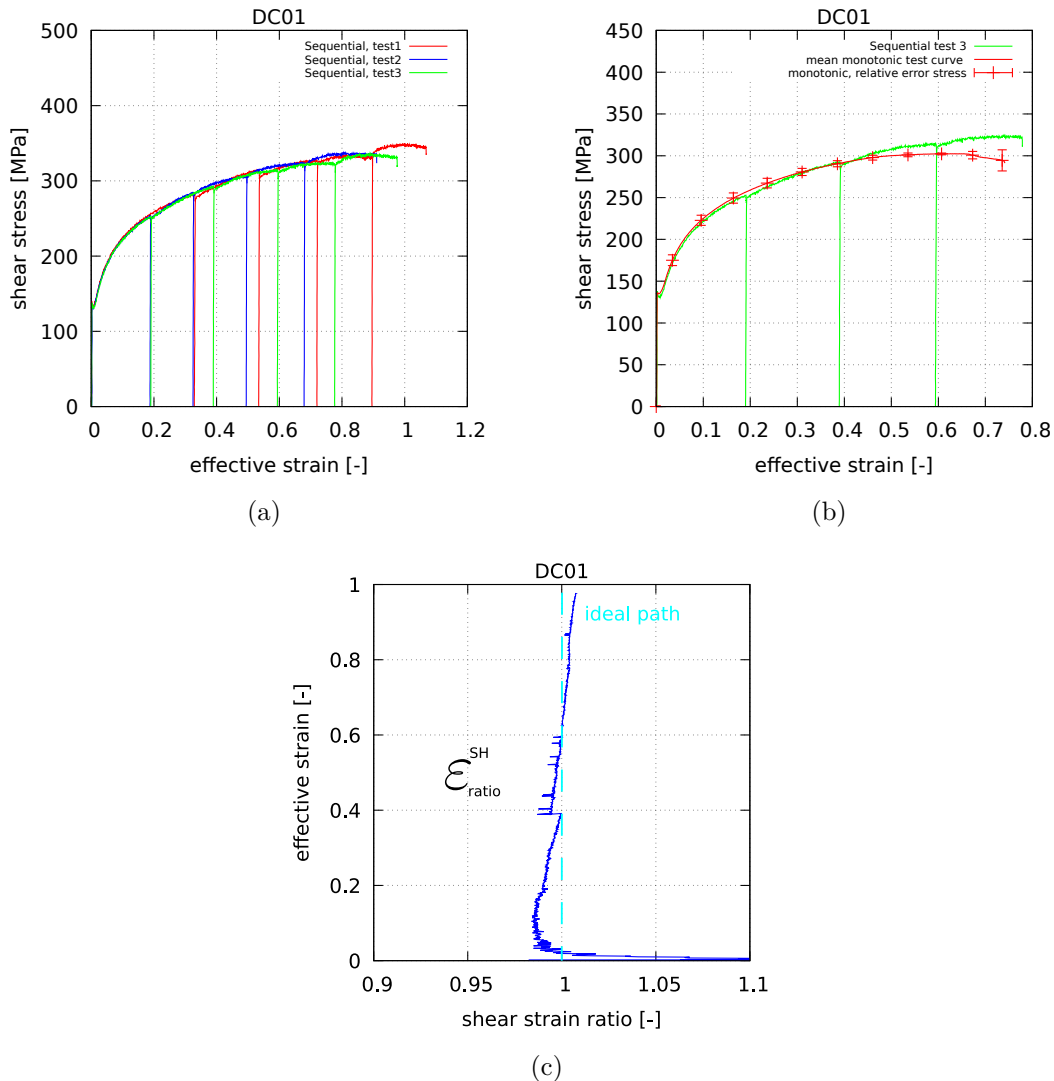 DC01
500
400
300
200
100
0
shear stress [MPa]
Sequential, test1
Sequential, test2
Sequential, test3
0 0.2 0.4 0.6 0.8 1 1.2
effective strain [-]
(a)
DC01
450
400
350
300
250
200
150
100
50
0
shear stress [MPa]
Sequential test 3
mean monotonic test curve
monotonic, relative error stress
0 0.1 0.2 0.3 0.4 0.5 0.6 0.7 0.8
effective strain [-]
(b)
DC01
1
0.8
0.6
0.4
0.2
0
effective strain [-]
ideal path
ℰ SH ratio
0.9 0.95 1 1.05 1.1
shear strain ratio [-]
(c)